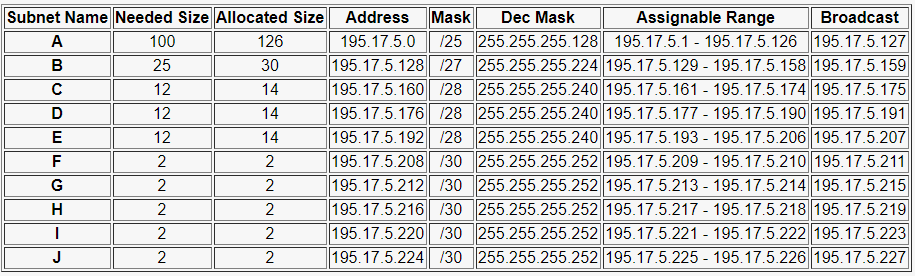 Subnet Name Needed Size Allocated Size Address Mask Dec Mask Assignable Range Broadcast
A 100 126 195.17.5.0 /25 255.255.255.128 195.17.5.1 - 195.17.5.126 195.17.5.127
B 25 30 195.17.5.128 /27 255.255.255.224 195.17.5.129 - 195.17.5.158 195.17.5.159
C 12 14 195.17.5.160 /28 255.255.255.240 195.17.5.161 - 195.17.5.174 195.17.5.175
D 12 14 195.17.5.176 /28 255.255.255.240 195.17.5.177 - 195.17.5.190 195.17.5.191
E 12 14 195.17.5.192 /28 255.255.255.240 195.17.5.193 - 195.17.5.206 195.17.5.207
F 2 2 195.17.5.208 /30 255.255.255.252 195.17.5.209 - 195.17.5.210 195.17.5.211
G 2 2 195.17.5.212 /30 255.255.255.252 195.17.5.213 - 195.17.5.214 195.17.5.215
H 2 2 195.17.5.216 /30 255.255.255.252 195.17.5.217 - 195.17.5.218 195.17.5.219
I 2 2 195.17.5.220 /30 255.255.255.252 195.17.5.221 - 195.17.5.222 195.17.5.223
J 2 2 195.17.5.224 /30 255.255.255.252 195.17.5.225 - 195.17.5.226 195.17.5.227